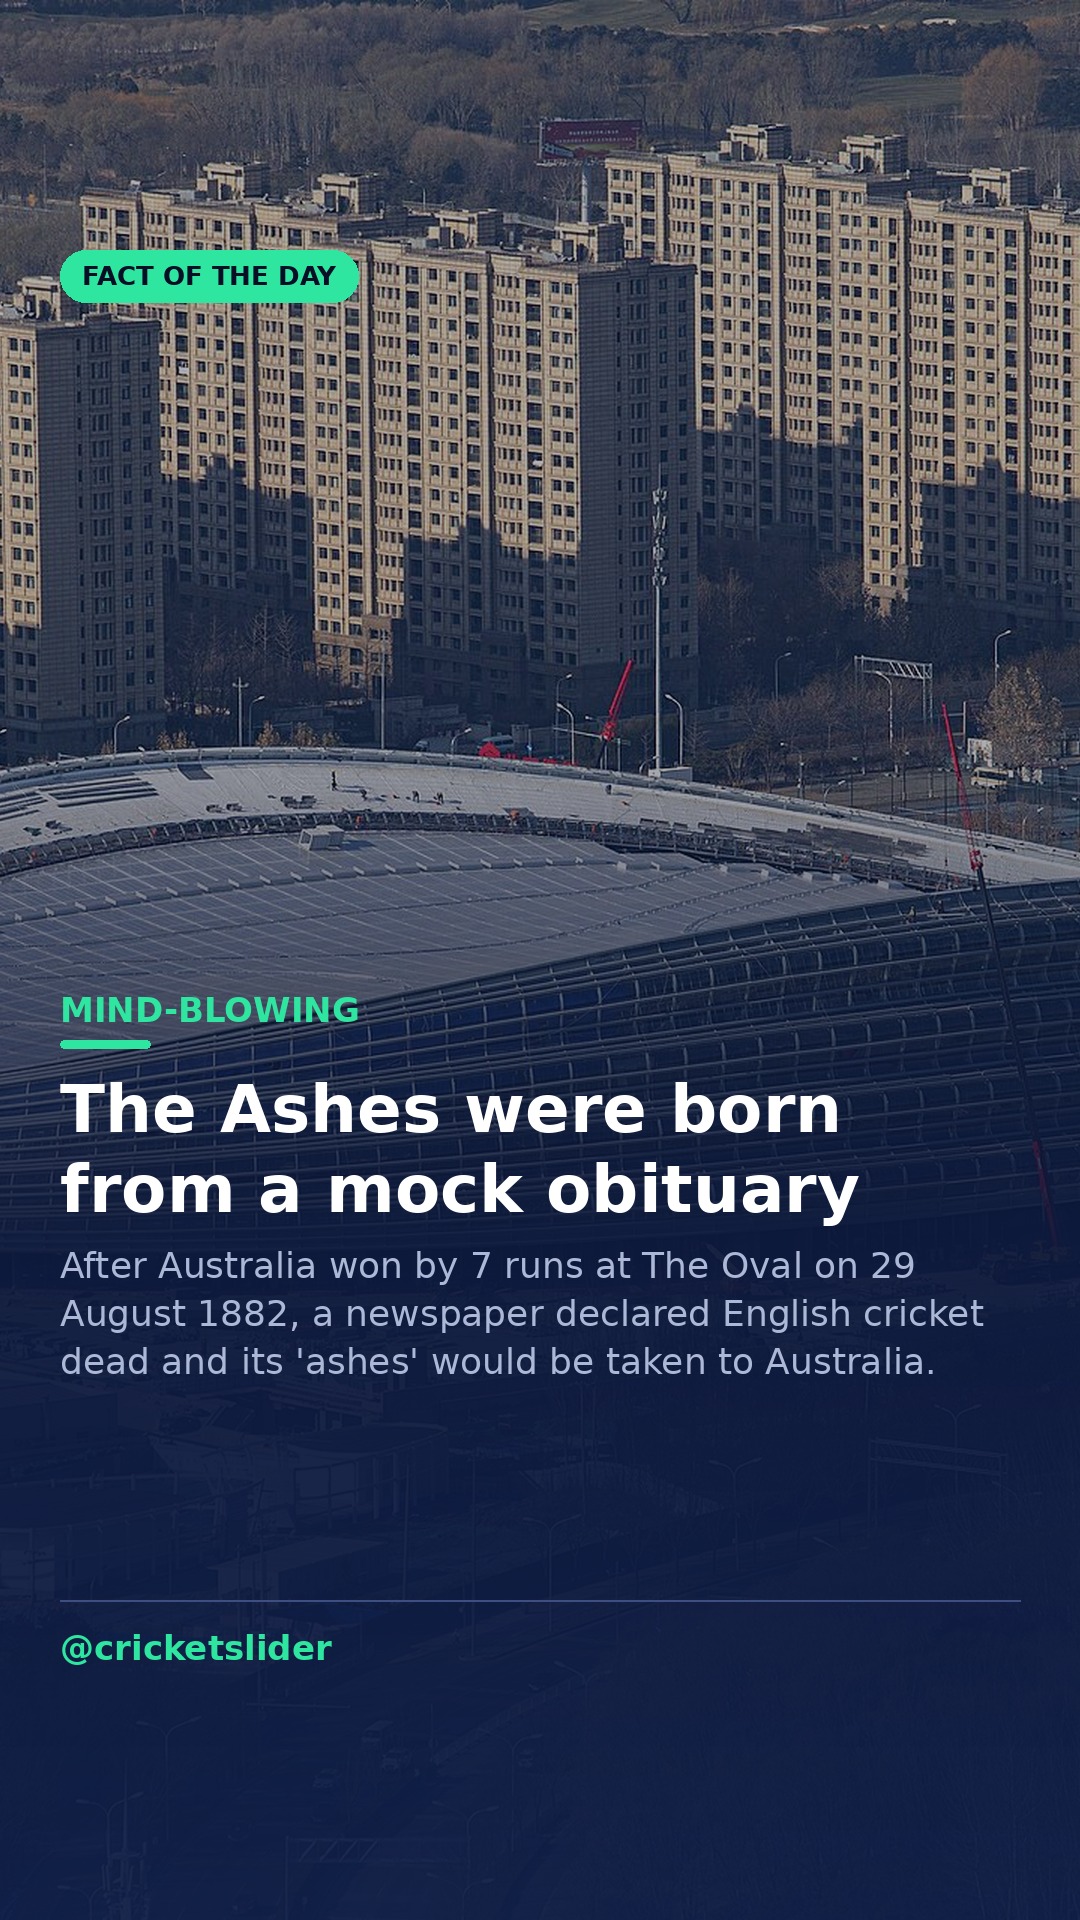 FACT OF THE DAY
MIND-BLOWING
The Ashes were born
from a mock obituary
After Australia won by 7 runs at The Oval on 29
August 1882, a newspaper declared English cricket
dead and its 'ashes' would be taken to Australia.
@cricketslider